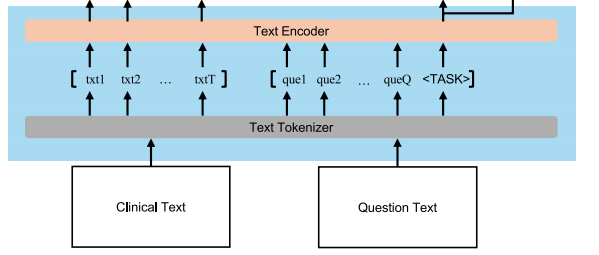 Text Encoder
[ txt1 txt2 ... txtT ] [ que1 que2 ... queQ <TASK>]
Text Tokenizer
Clinical Text Question Text